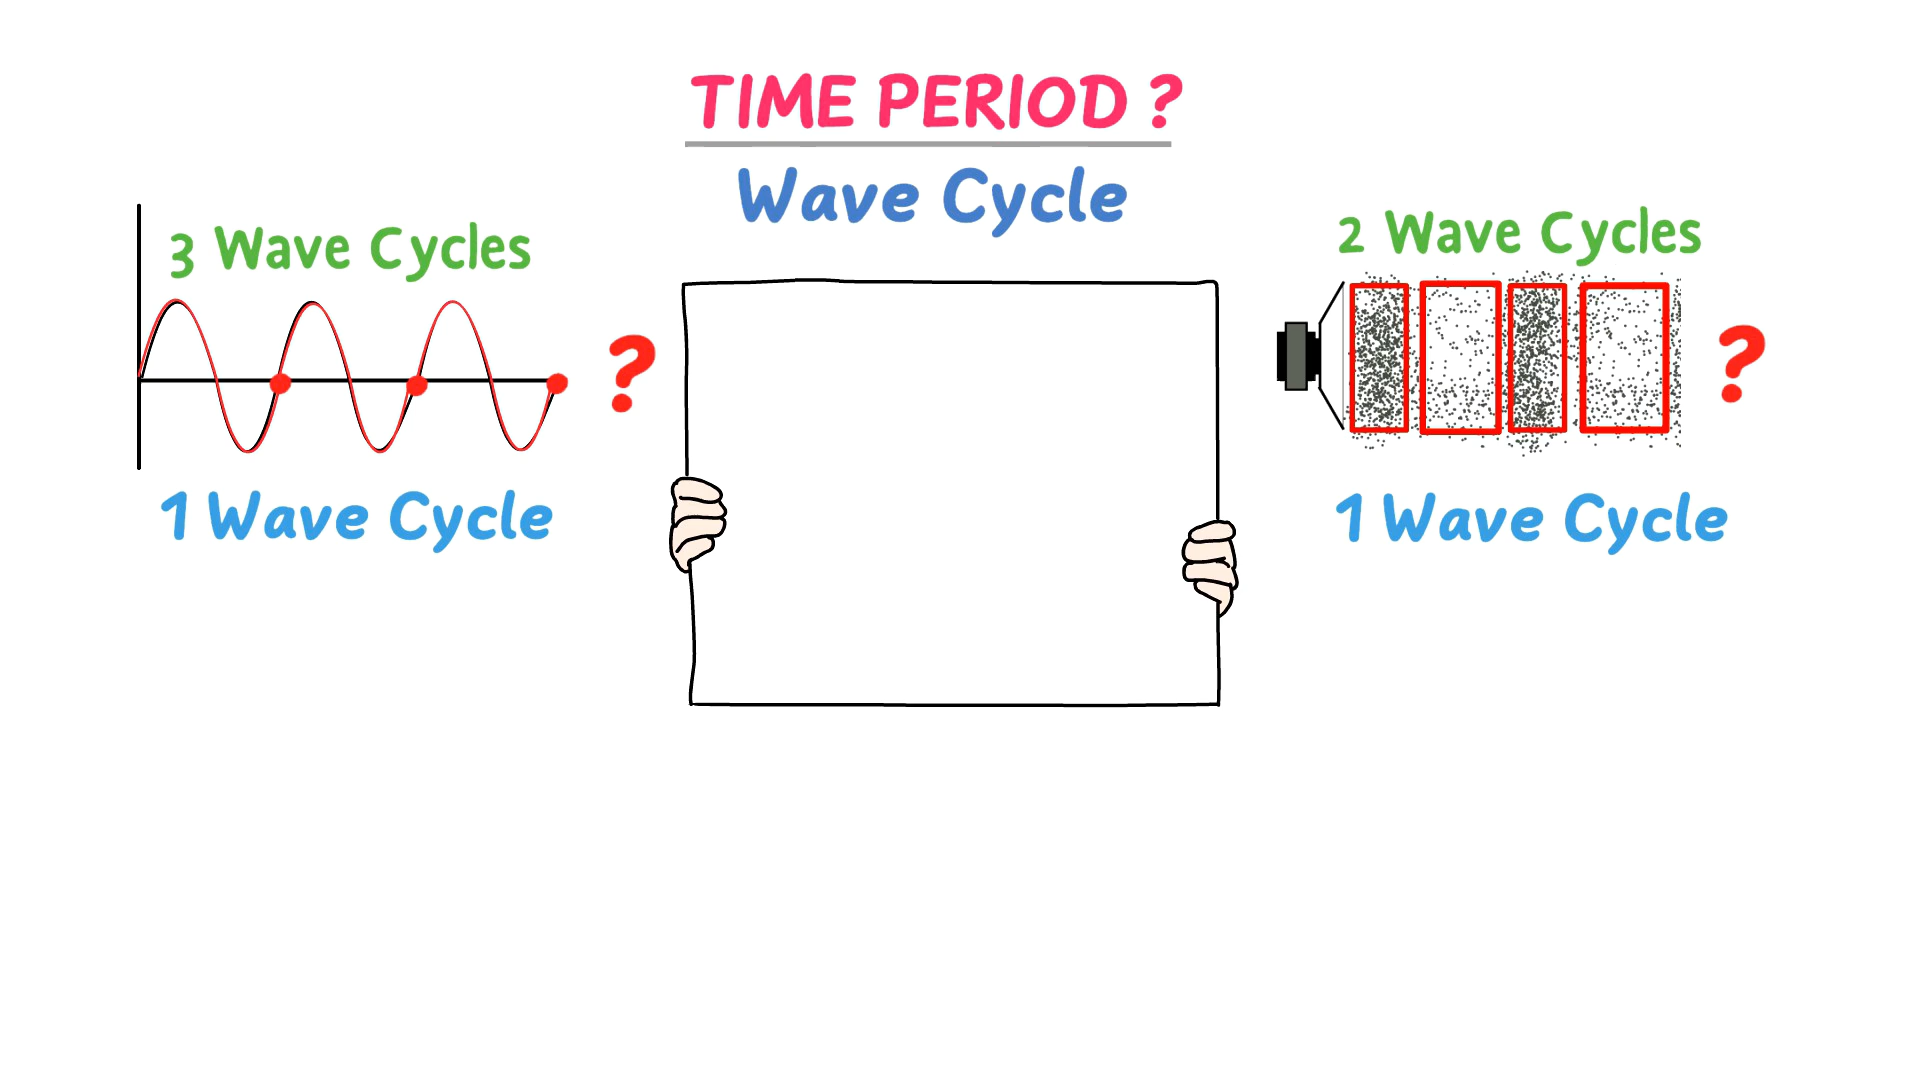 TIME PERIOD ?
Wave Cycle
3 Wave Cycles
?
1 Wave Cycle
2 Wave Cycles
?
1 Wave Cycle